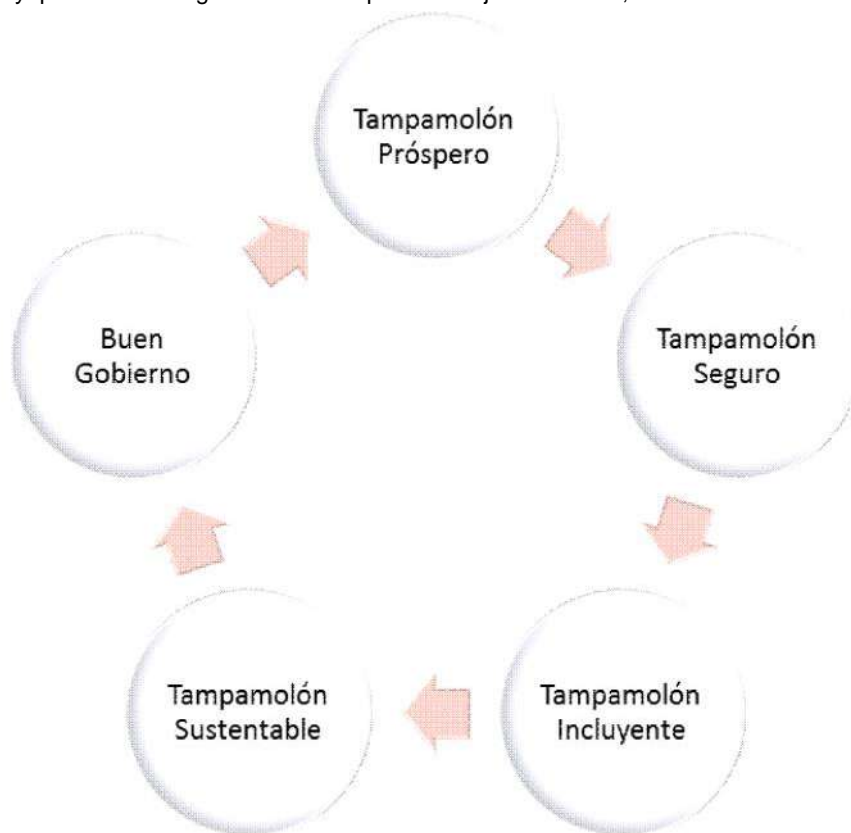 Tampamolón
Próspero
Tampamolón
Seguro
Tampamolón
Incluyente
Tampamolón
Sustentable
Buen
Gobierno